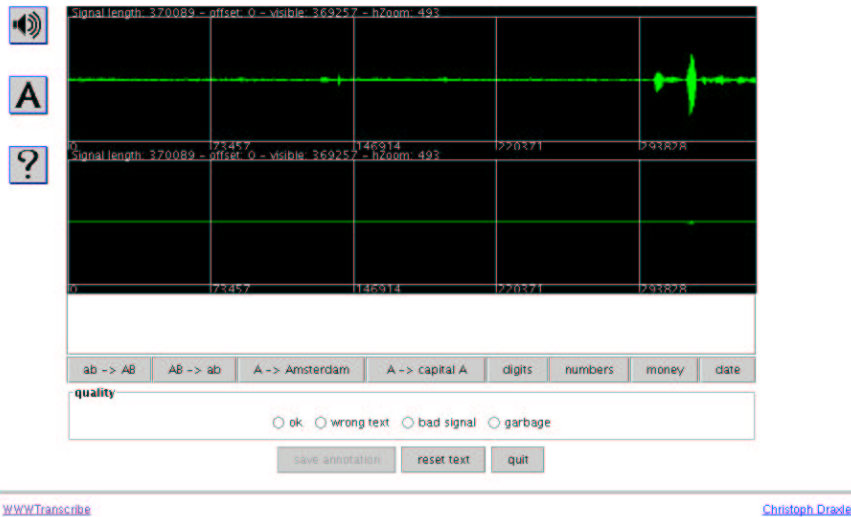 Signal length: 370089 – offset: 0 – visible: 369257 – hZoom: 493
A
0 73457 146914 220371 293828
?
Signal length: 370089 – offset: 0 – visible: 369257 – hZoom: 493
0 73457 146914 220371 293828
ab -> AB AB -> ab A -> Amsterdam A -> capital A digits numbers money date
quality
ok wrong text bad signal garbage
save annotation reset text quit
WWWTranscribe Christoph Draxle